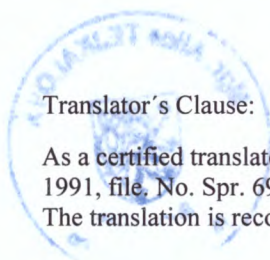 Translator´s Clause:
As a certified translat
1991, file. No. Spr. 69
The translation is reco